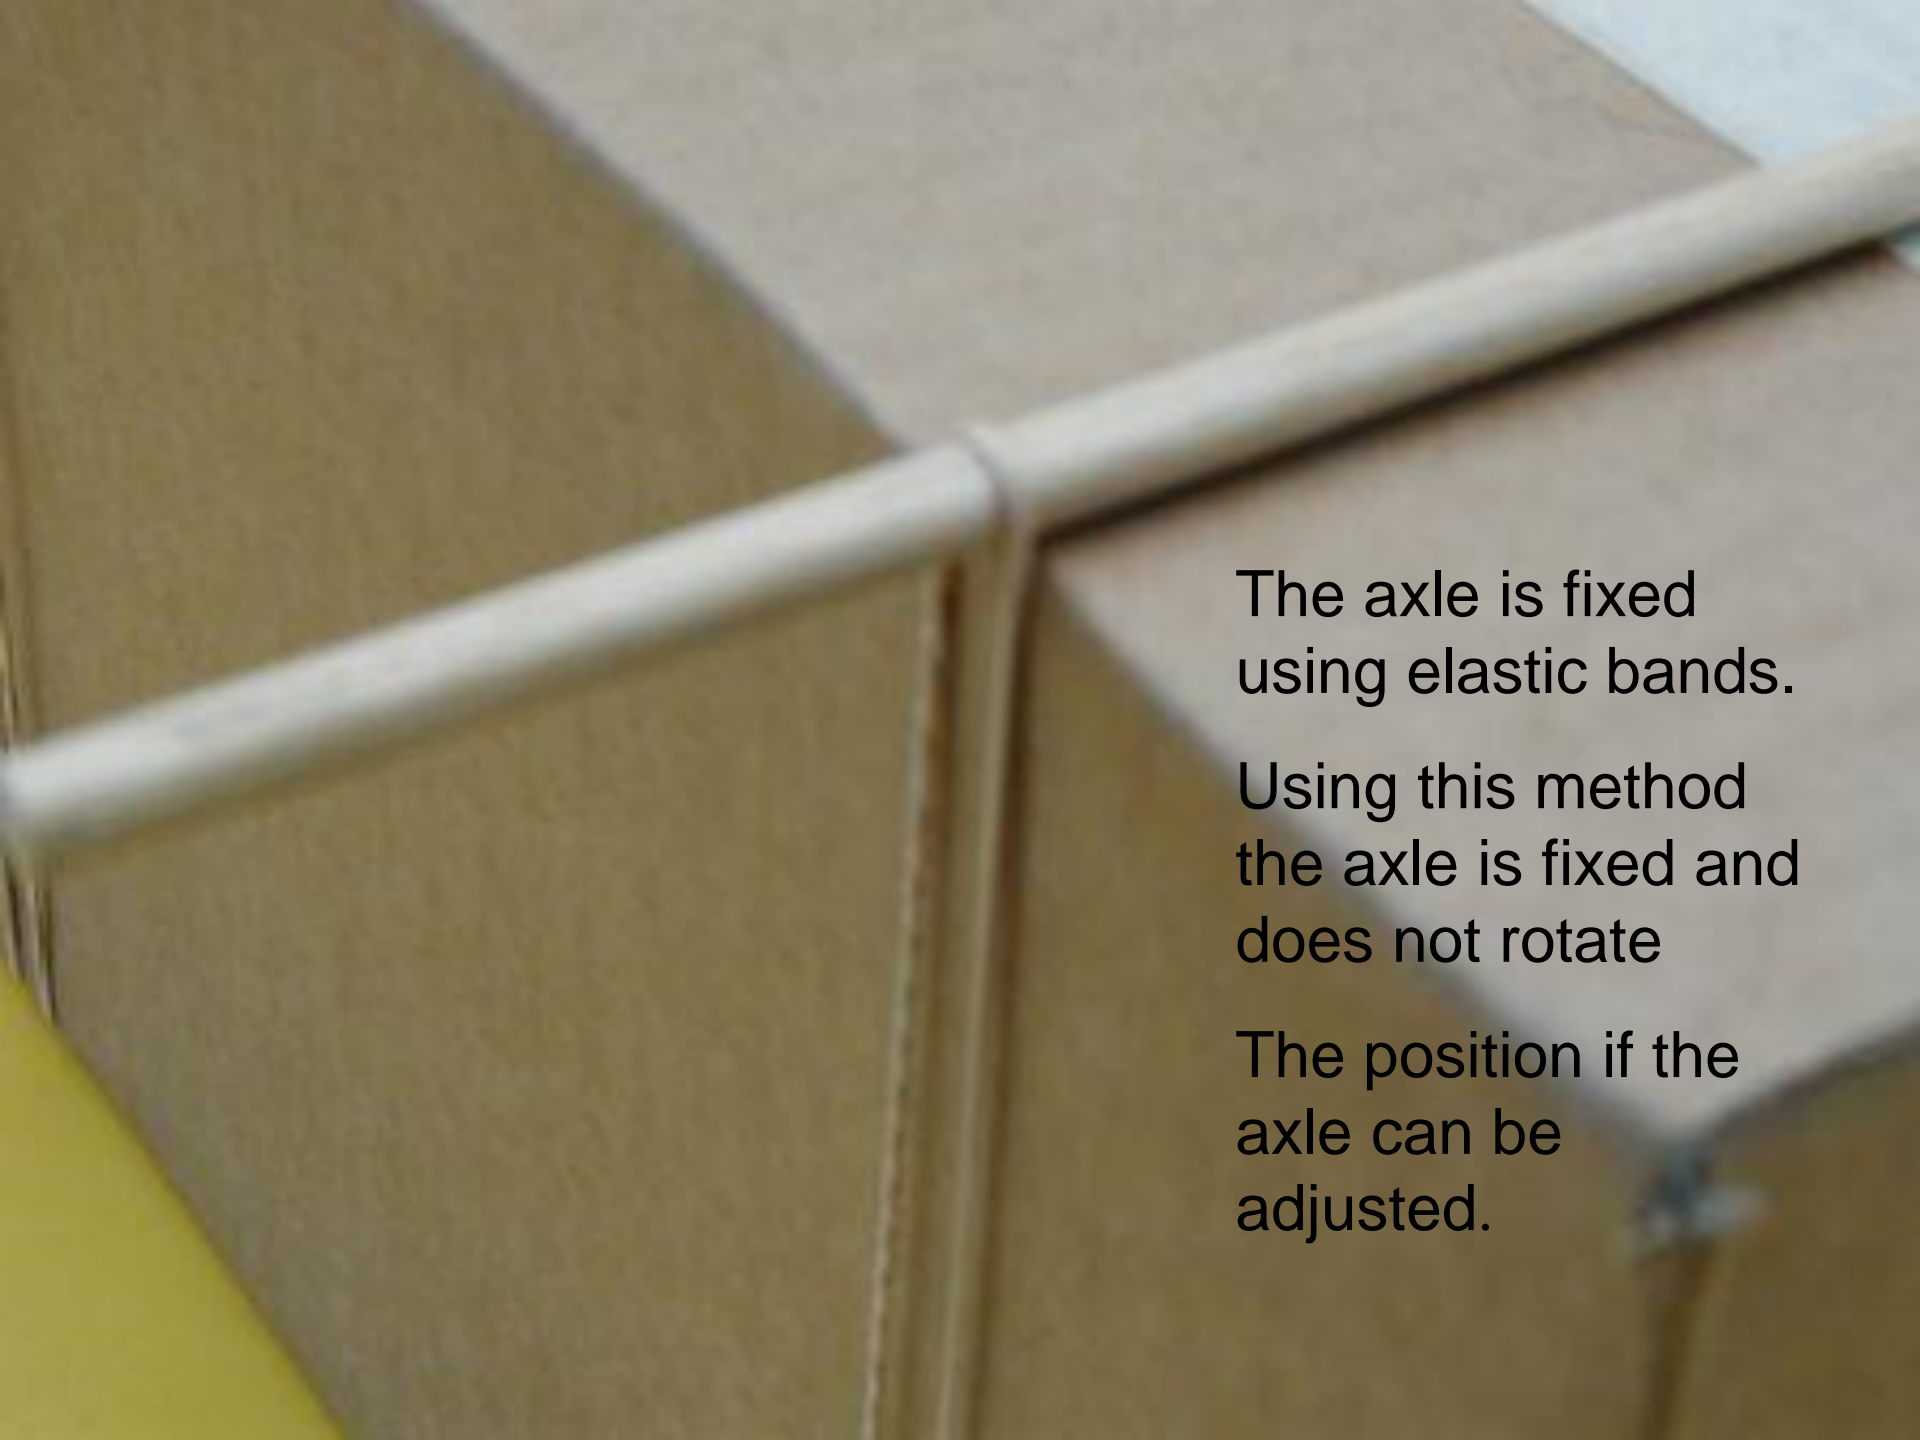 The axle is fixed
using elastic bands.
Using this method
the axle is fixed and
does not rotate
The position if the
axle can be
adjusted.